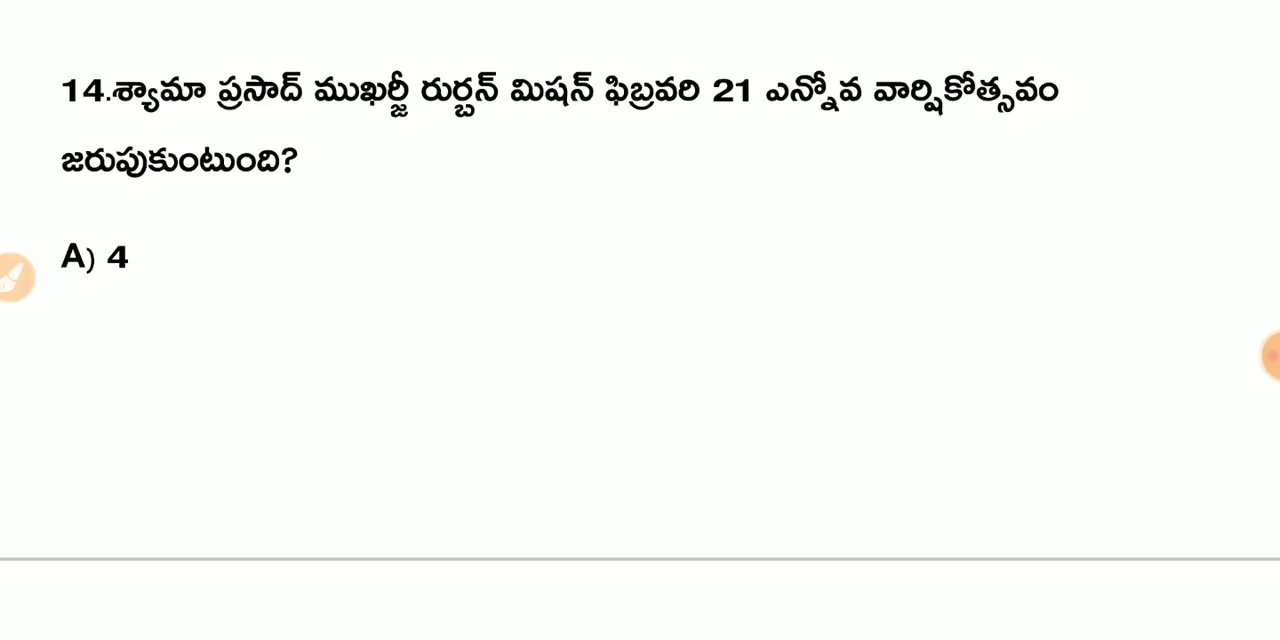 14.శ్యామా ప్రసాద్ ముఖర్జీ రుర్బన్ మిషన్ ఫిబ్రవరి 21 ఎన్నోవ వార్షికోత్సవం
జరుపుకుంటుంది?
A) 4